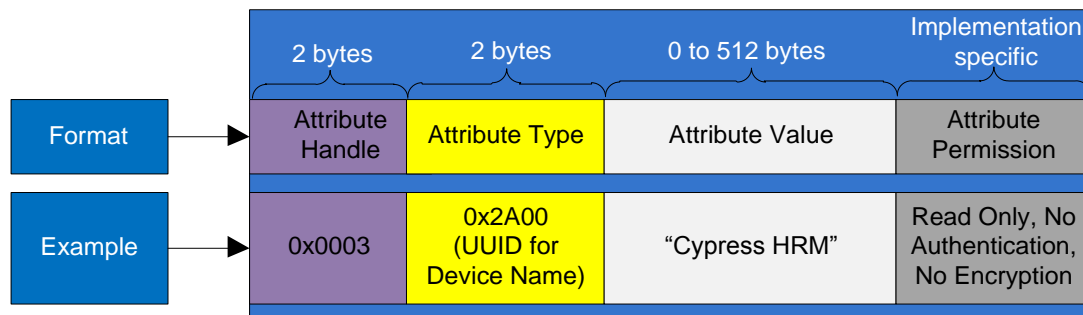 2 bytes
2 bytes
0 to 512 bytes
Implementation
specific
Format
Attribute
Handle
Attribute Type
Attribute Value
Attribute
Permission
Example
0x0003
0x2A00
(UUID for
Device Name)
“Cypress HRM”
Read Only, No
Authentication,
No Encryption